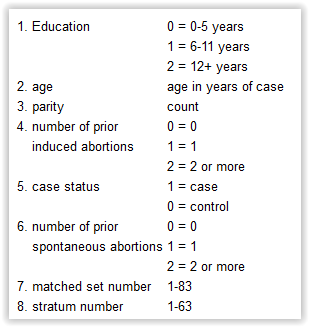 1. Education 0 = 0-5 years
1 = 6-11 years
2 = 12+ years
2. age age in years of case
3. parity count
4. number of prior 0 = 0
induced abortions 1 = 1
2 = 2 or more
5. case status 1 = case
0 = control
6. number of prior 0 = 0
spontaneous abortions 1 = 1
2 = 2 or more
7. matched set number 1-83
8. stratum number 1-63